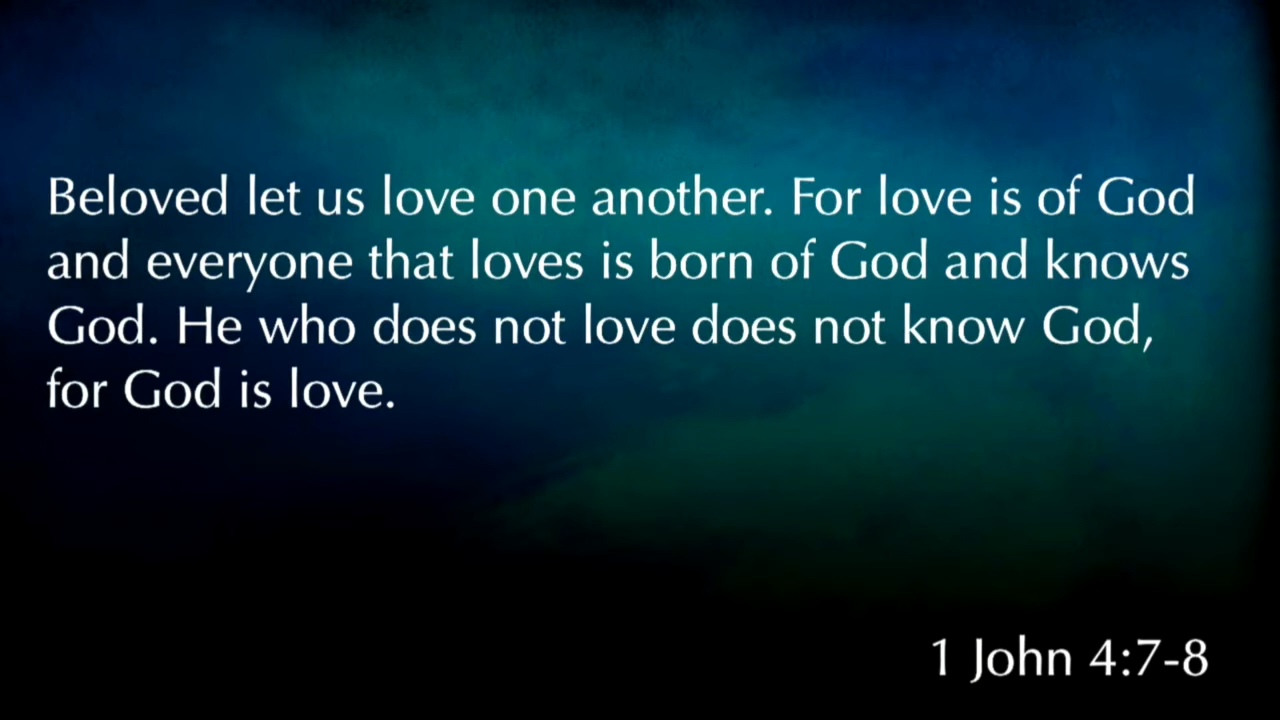 Beloved let us love one another. For love is of God
and everyone that loves is born of God and knows
God. He who does not love does not know God,
for God is love.
1 John 4:7-8